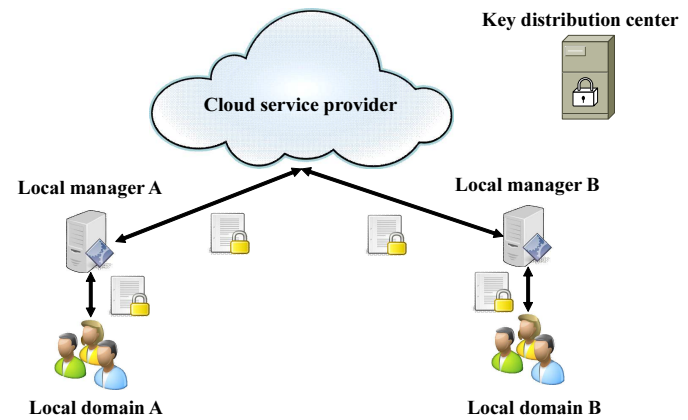 Key distribution center
Cloud service provider
Local manager A
Local manager B
Local domain A
Local domain B